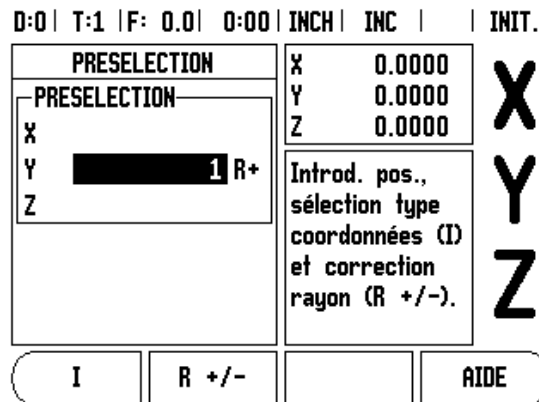 D:0 | T:1 | F: 0.0 | 0:00 | INCH | INC | | INIT.
PRESELECTION
PRESELECTION
X
Y 1 R+
Z
X 0.0000
Y 0.0000
Z 0.0000
Introd. pos.,
sélection type
coordonnées (I)
et correction
rayon (R +/-).
X
Y
Z
I R +/- AIDE